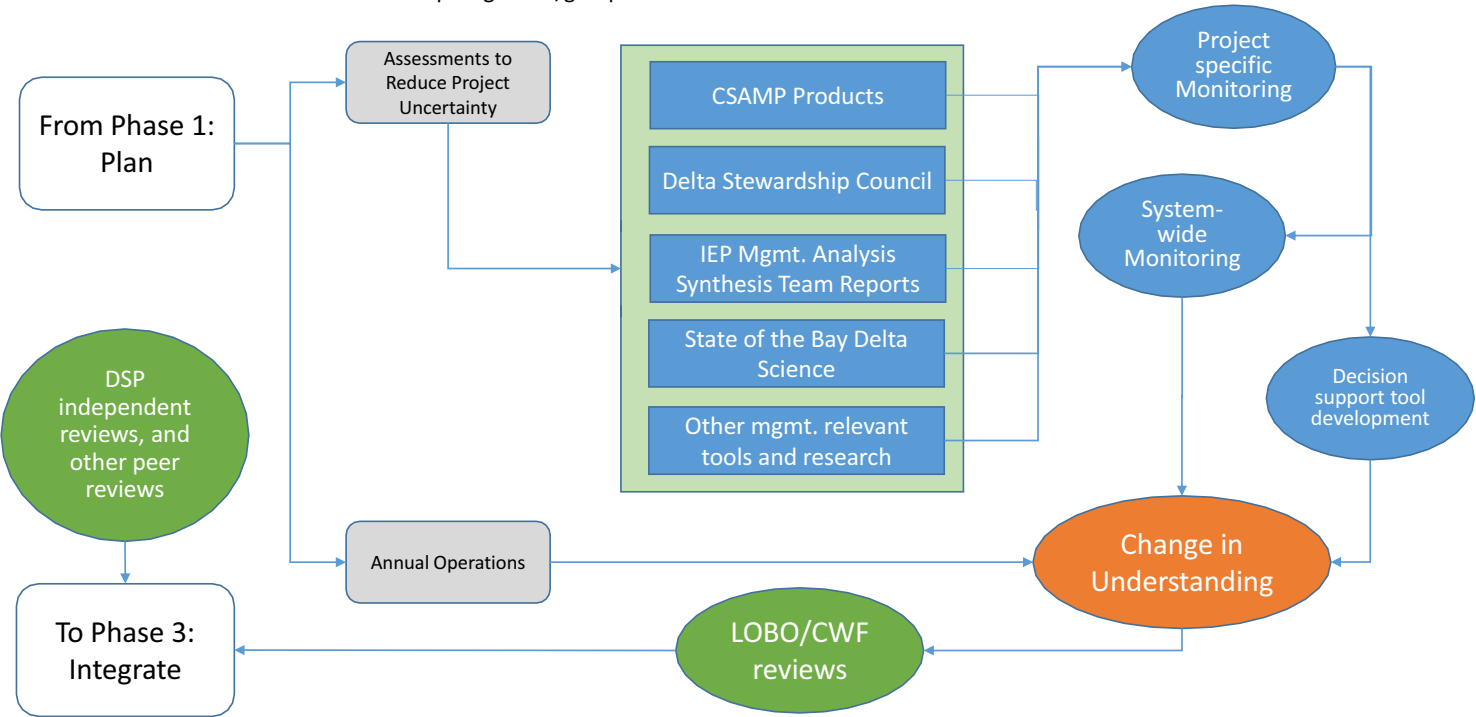 From Phase 1:
Plan
Assessments to
Reduce Project
Uncertainty
CSAMP Products
Delta Stewardship Council
IEP Mgmt. Analysis
Synthesis Team Reports
State of the Bay Delta
Science
Other mgmt. relevant
tools and research
Project
specific
Monitoring
System-
wide
Monitoring
Decision
support tool
development
DSP
independent
reviews, and
other peer
reviews
Annual Operations
Change in
Understanding
LOBO/CWF
reviews
To Phase 3:
Integrate